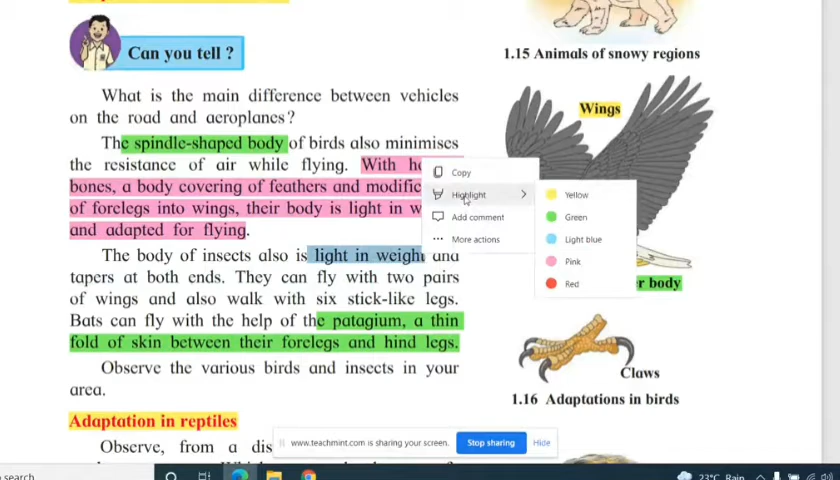 Can you tell ?
What is the main difference between vehicles
on the road and aeroplanes?
The spindle-shaped body of birds also minimises
the resistance of air while flying. With
bones, a body covering of feathers and
of forelegs into wings, their body is light in
and adapted for flying.
The body of insects also is light in weight and
tapers at both ends. They can fly with two pairs
of wings and also walk with six stick-like legs.
Bats can fly with the help of the patagium, a thin
fold of skin between their forelegs and hind legs.
Observe the various birds and insects in your
area.
Adaptation in reptiles
Observe, from a
1.15 Animals of snowy regions
Wings
body
Claws
1.16 Adaptations in birds
Copy
Highlight
Add comment
More actions
Yellow
Green
Light blue
Pink
Red
www.teachmint.com is sharing your screen.
Stop sharing
Hide
search
23°C Rain